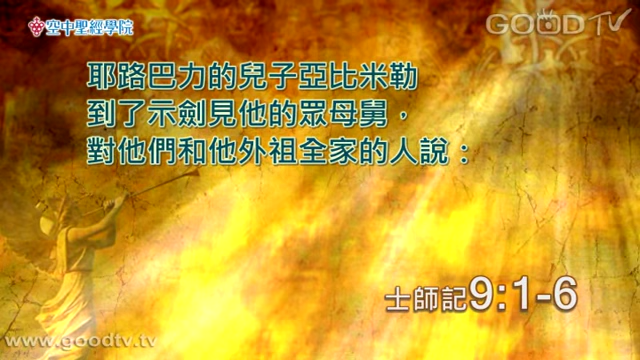 空中聖經學院
GOOD TV
耶路巴力的兒子亞比米勒
到了示劍見他的眾母舅，
對他們和他外祖全家的人說：
士師記9:1-6
www.goodtv.tv